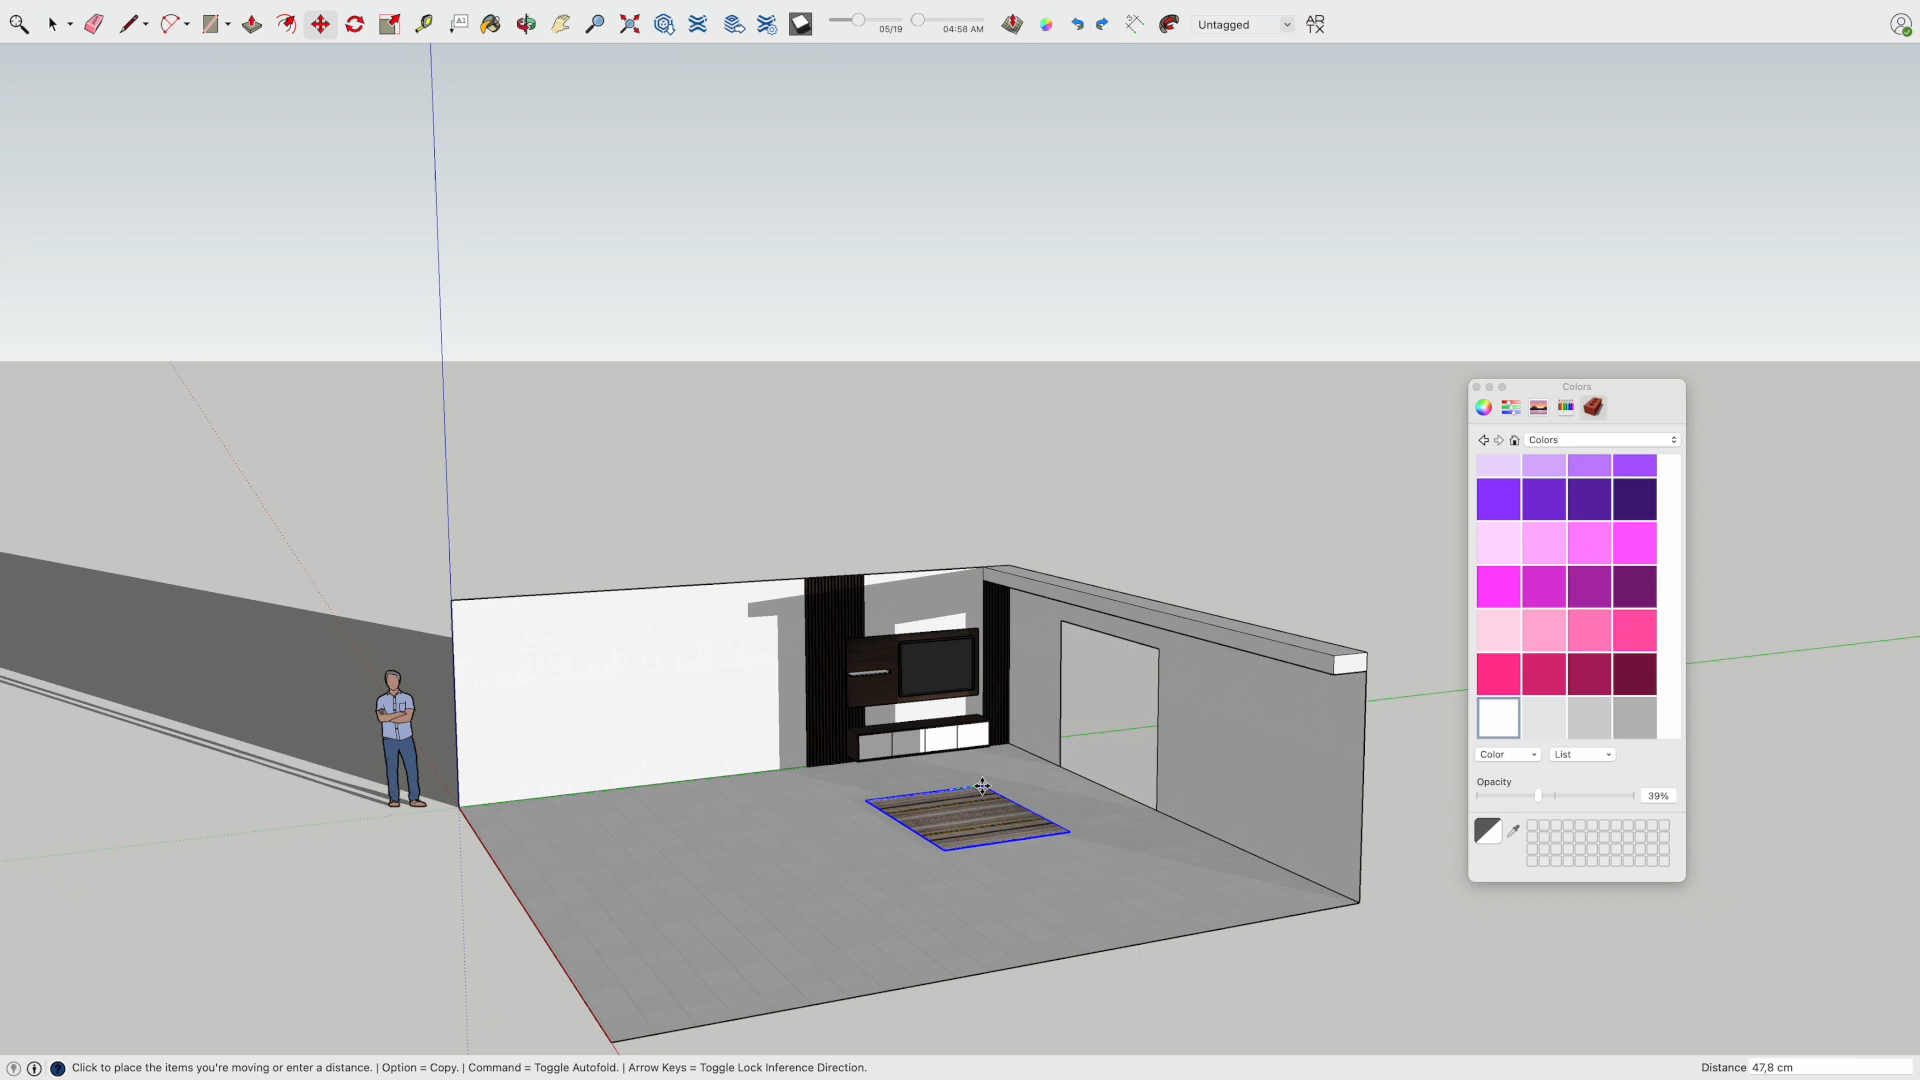 A1
05/19
04:58 AM
Untagged
AR
TX
Colors
Colors
Color
List
Opacity
39%
Click to place the items you're moving or enter a distance. | Option = Copy. | Command = Toggle Autofold. | Arrow Keys = Toggle Lock Inference Direction.
Distance 47,8 cm